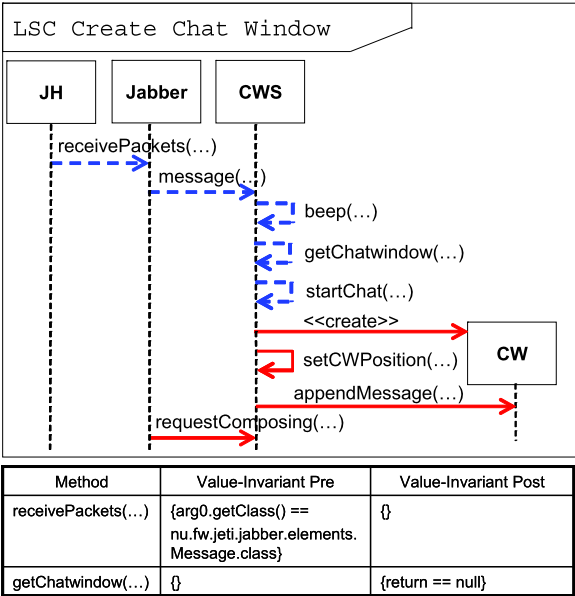 LSC Create Chat Window
JH Jabber CWS
receivePackets(…)
message(…)
beep(…)
getChatwindow(…)
startChat(…)
<<create>>
CW
setCWPosition(…)
appendMessage(…)
requestComposing(…)
Method Value-Invariant Pre Value-Invariant Post
receivePackets(…) {arg0.getClass() == {}
nu.fw.jeti.jabber.elements.
Message.class}
getChatwindow(…) {} {return == null}